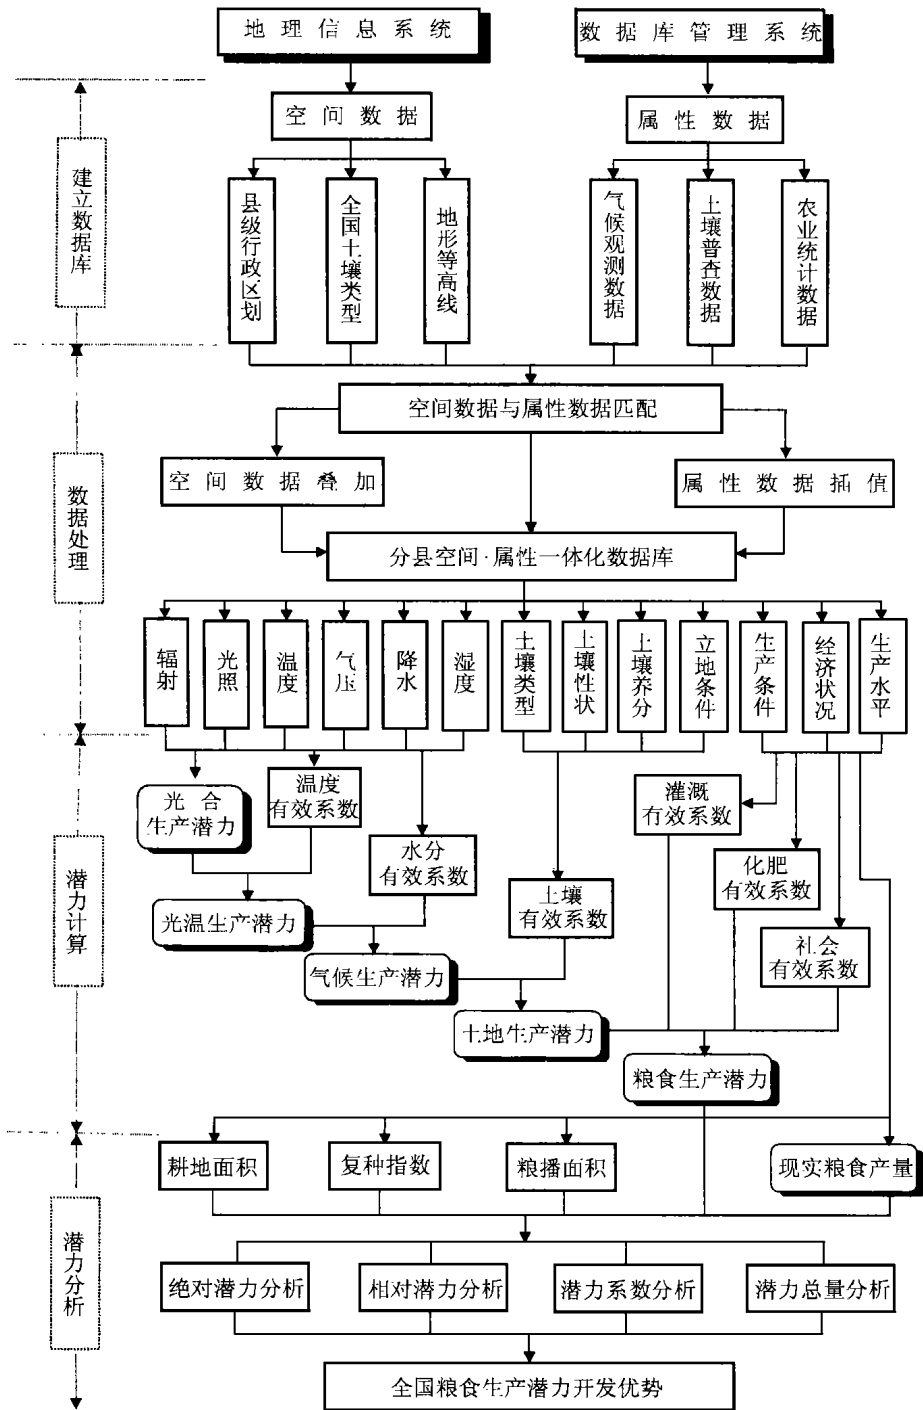 地理信息系统
数据库管理系统
空间数据
属性数据
建立数据库
县级行政区划
全国土壤类型
地形等高线
气候观测数据
土壤普查数据
农业统计数据
空间数据与属性数据匹配
空间数据叠加
属性数据插值
数据处理
分县空间·属性一体化数据库
辐射
光照
温度
气压
降水
湿度
土壤类型
土壤性状
土壤养分
立地条件
生产条件
经济状况
生产水平
潜力计算
光合
生产潜力
温度
有效系数
灌溉
有效系数
水分
有效系数
化肥
有效系数
土壤
有效系数
光温生产潜力
社会
有效系数
气候生产潜力
土地生产潜力
粮食生产潜力
耕地面积
复种指数
粮播面积
现实粮食产量
潜力分析
绝对潜力分析
相对潜力分析
潜力系数分析
潜力总量分析
全国粮食生产潜力开发优势